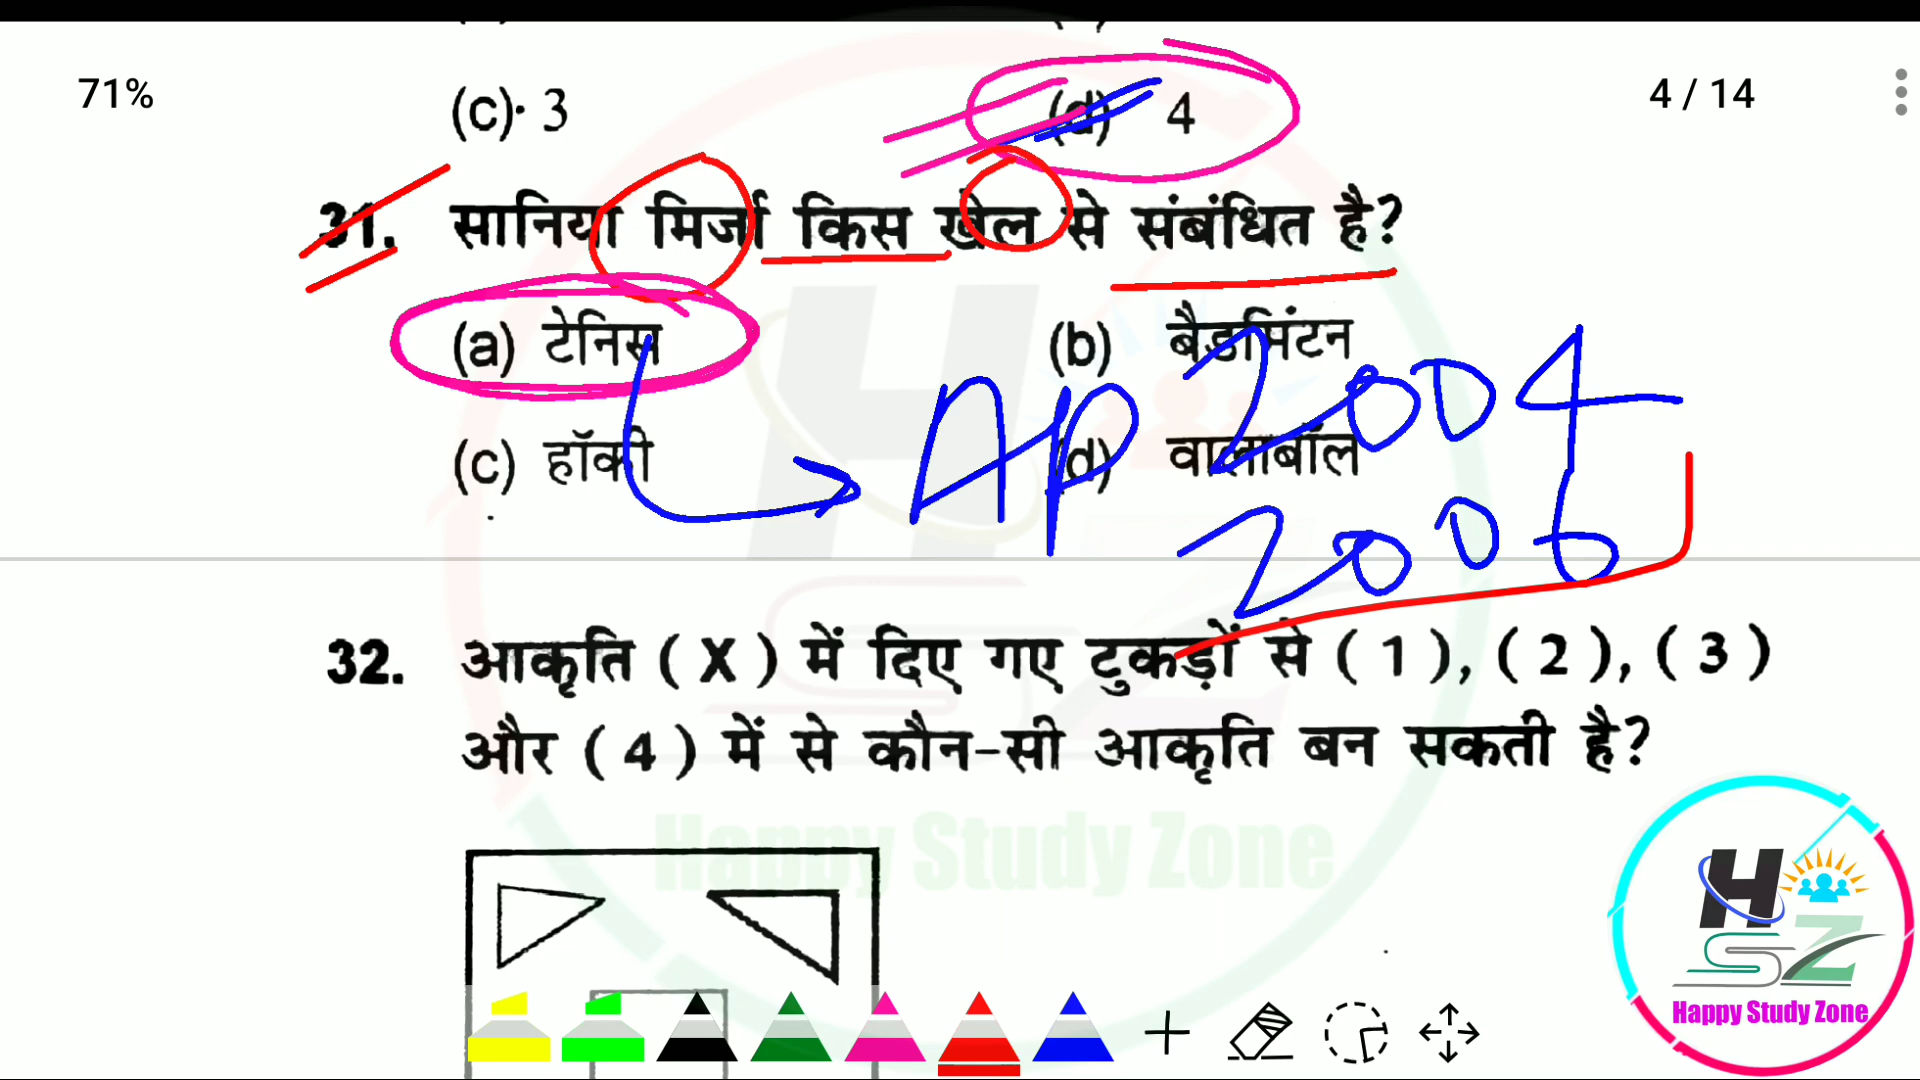 71%
4 / 14
(c) 3
(d) 4
31. सानिया मिर्जा किस खेल से संबंधित है?
(a) टेनिस
(b) बैडमिंटन
(c) हॉकी
(d) वालाबॉल
AP 2004
2006
32. आकृति ( X ) में दिए गए टुकड़ों से ( 1 ), ( 2 ), ( 3 )
और ( 4 ) में से कौन-सी आकृति बन सकती है?
Happy Study Zone
HSZ
Happy Study Zone